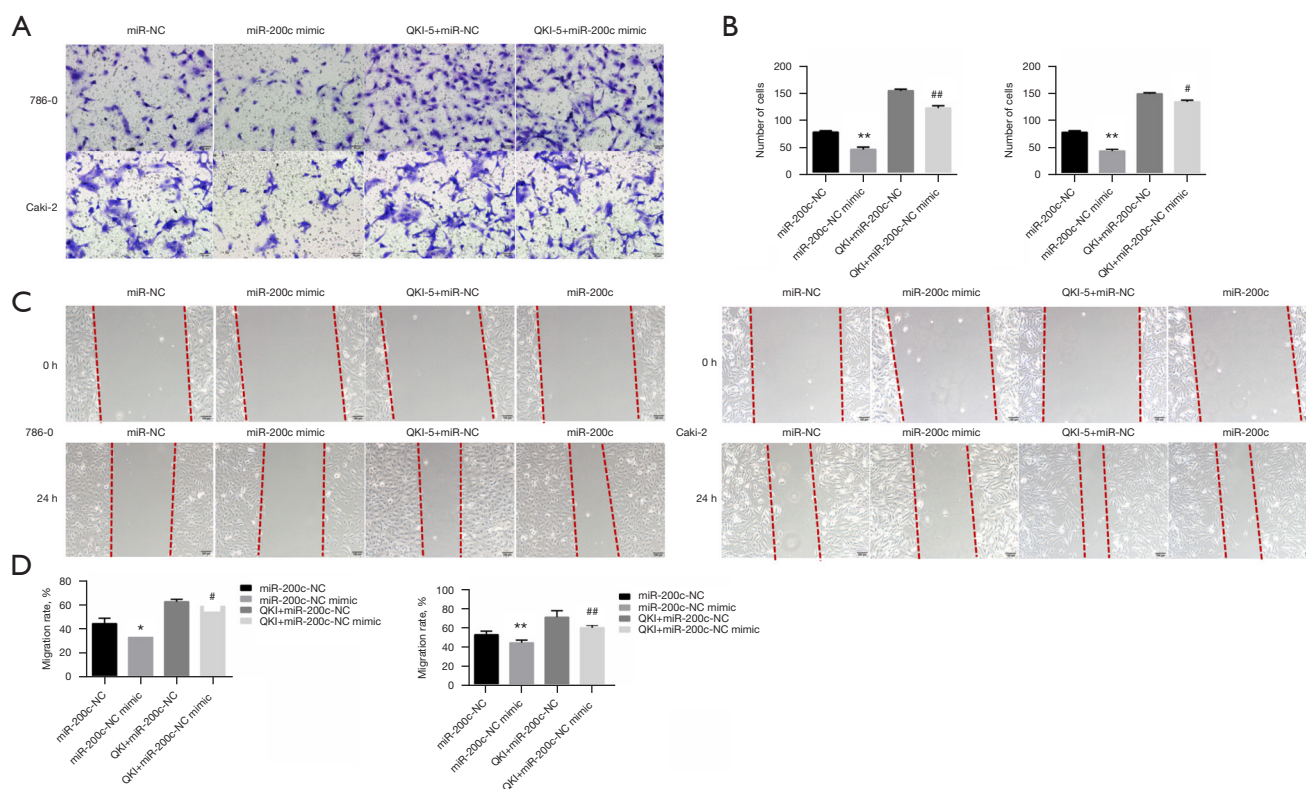 A
miR-NC
miR-200c mimic
QKI-5+miR-NC
QKI-5+miR-200c mimic
786-0
Caki-2
B
Number of cells
200
150
100
50
0
**
##
miR-200c-NC
miR-200c-NC mimic
QKI+miR-200c-NC
QKI+miR-200c-NC mimic
Number of cells
200
150
100
50
0
**
#
miR-200c-NC
miR-200c-NC mimic
QKI+miR-200c-NC
QKI+miR-200c-NC mimic
C
miR-NC
miR-200c mimic
QKI-5+miR-NC
miR-200c
0 h
786-0
miR-NC
miR-200c mimic
QKI-5+miR-NC
miR-200c
24 h
miR-NC
miR-200c mimic
QKI-5+miR-NC
miR-200c
0 h
Caki-2
miR-NC
miR-200c mimic
QKI-5+miR-NC
miR-200c
24 h
D
Migration rate, %
80
60
40
20
0
*
#
miR-200c-NC
miR-200c-NC mimic
QKI+miR-200c-NC
QKI+miR-200c-NC mimic
miR-200c-NC
miR-200c-NC mimic
QKI+miR-200c-NC
QKI+miR-200c-NC mimic
Migration rate, %
100
80
60
40
20
0
**
##
miR-200c-NC
miR-200c-NC mimic
QKI+miR-200c-NC
QKI+miR-200c-NC mimic
miR-200c-NC
miR-200c-NC mimic
QKI+miR-200c-NC
QKI+miR-200c-NC mimic